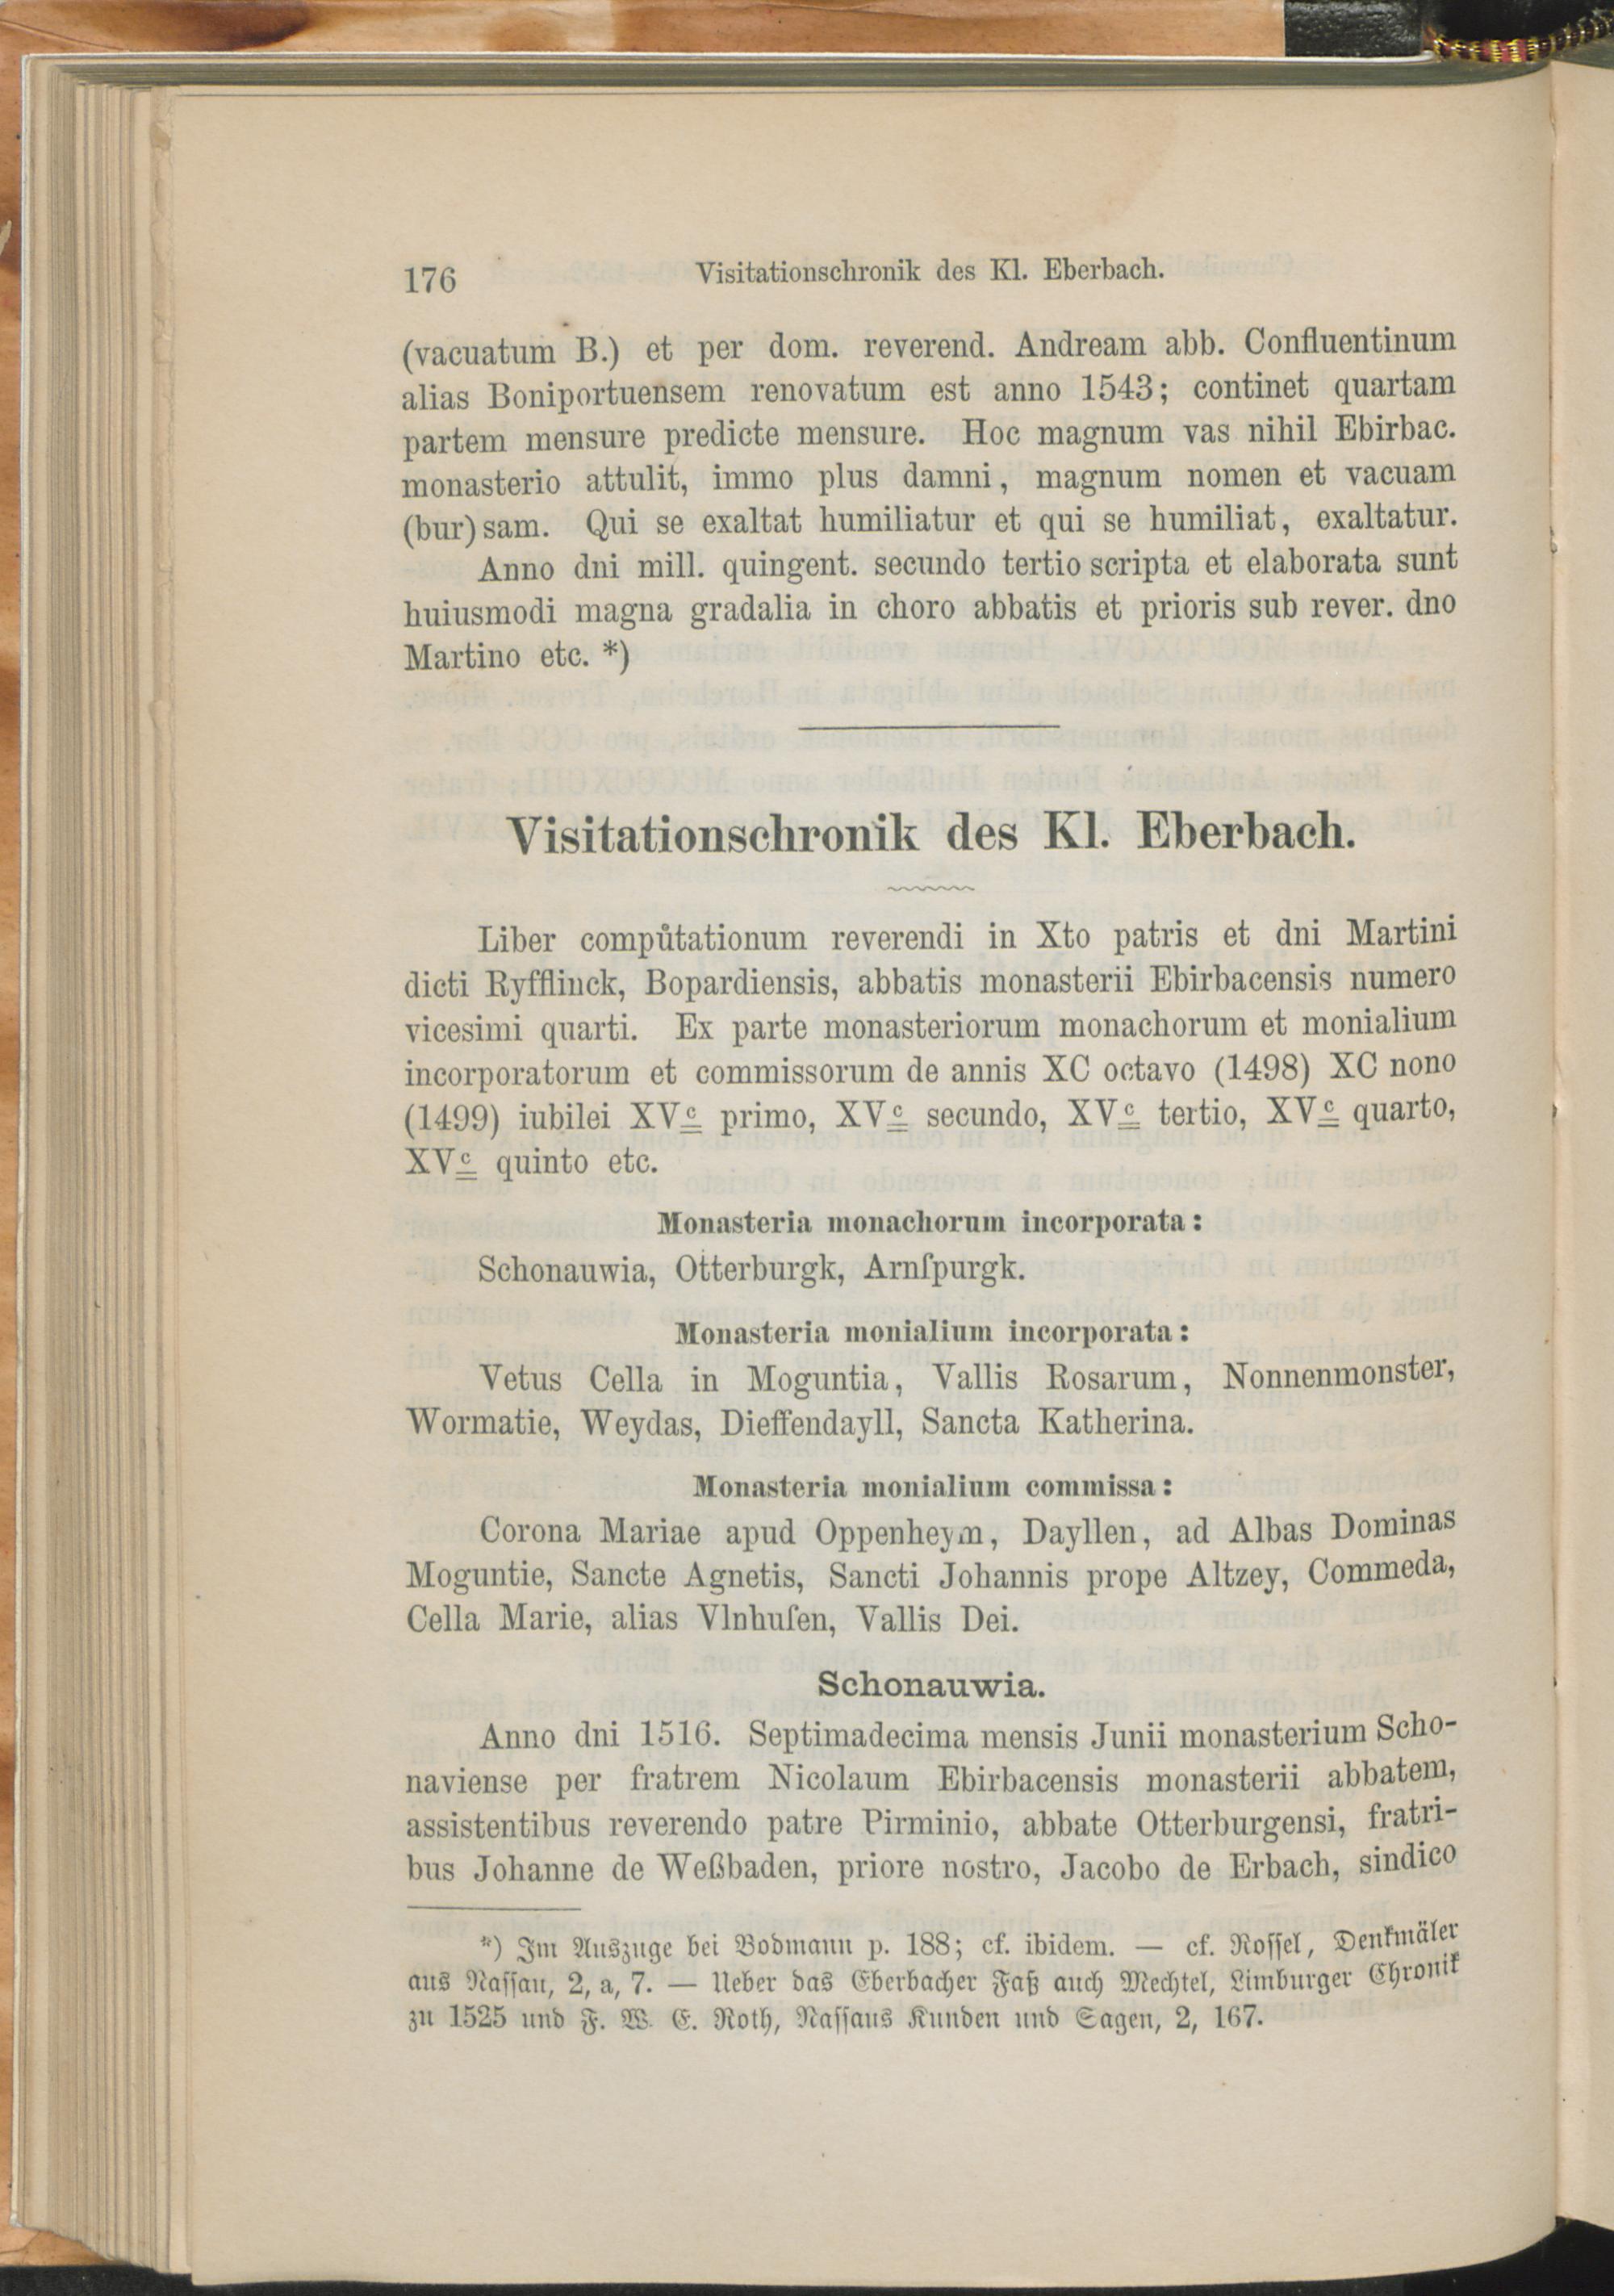 176 Visitationschronik des Kl. Eberbach.
(vacuatum B.) et per dom. reverend. Andream abb. Confluentinum
alias Boniportuensem renovatum est anno 1543; continet quartam
partem mensure predicte mensure. Hoc magnum vas nihil Ebirbac.
monasterio attulit, immo plus damni, magnum nomen et vacuam
(bur)sam. Qui se exaltat humiliatur et qui se humiliat, exaltatur.
Anno dni mill. quingent. secundo tertio scripta et elaborata sunt
huiusmodi magna gradalia in choro abbatis et prioris sub rever. dno
Martino etc. *)
Visitationschronik des Kl. Eberbach.
Liber compůtationum reverendi in Xto patris et dni Martini
dicti Ryfflinck, Bopardiensis, abbatis monasterii Ebirbacensis numero
vicesimi quarti. Ex parte monasteriorum monachorum et monialium
incorporatorum et commissorum de annis XC octavo (1498) XC nono
(1499) iubilei XVc primo, XVc secundo, XVc tertio, XVc quarto,
XVc quinto etc.
Monasteria monachorum incorporata:
Schonauwia, Otterburgk, Arnſpurgk.
Monasteria monialium incorporata:
Vetus Cella in Moguntia, Vallis Rosarum, Nonnenmonster,
Wormatie, Weydas, Dieffendayll, Sancta Katherina.
Monasteria monialium commissa:
Corona Mariae apud Oppenheym, Dayllen, ad Albas Dominas
Moguntie, Sancte Agnetis, Sancti Johannis prope Altzey, Commeda,
Cella Marie, alias Vlnhuſen, Vallis Dei.
Schonauwia.
Anno dni 1516. Septimadecima mensis Junii monasterium Scho-
naviense per fratrem Nicolaum Ebirbacensis monasterii abbatem,
assistentibus reverendo patre Pirminio, abbate Otterburgensi, fratri-
bus Johanne de Weßbaden, priore nostro, Jacobo de Erbach, sindico
*) Im Auszuge bei Bodmann p. 188; cf. ibidem. — cf. Rossel, Denkmäler
aus Nassau, 2, a, 7. — Ueber das Eberbacher Faß auch Mechtel, Limburger Chronik
zu 1525 und F. W. E. Roth, Nassaus Kunden und Sagen, 2, 167.